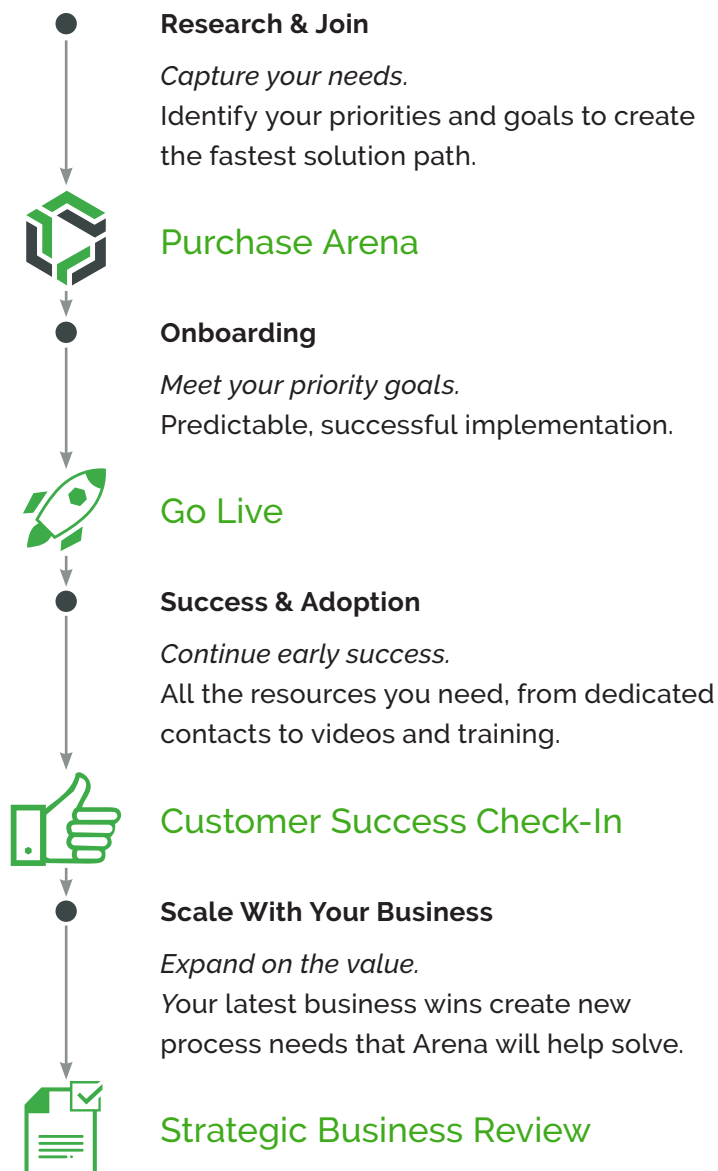 Research & Join
Capture your needs.
Identify your priorities and goals to create
the fastest solution path.
Purchase Arena
Onboarding
Meet your priority goals.
Predictable, successful implementation.
Go Live
Success & Adoption
Continue early success.
All the resources you need, from dedicated
contacts to videos and training.
Customer Success Check-In
Scale With Your Business
Expand on the value.
Your latest business wins create new
process needs that Arena will help solve.
Strategic Business Review